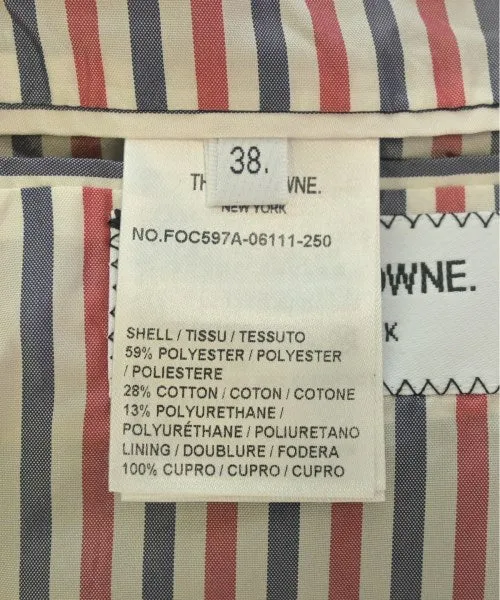 38.
TH WNE.
NEW YORK
NO.FOC597A-06111-250
OWNE.
K
SHELL / TISSU / TESSUTO
59% POLYESTER / POLYESTER
/ POLIESTERE
28% COTTON / COTON / COTONE
13% POLYURETHANE /
POLYURÉTHANE / POLIURETANO
LINING / DOUBLURE / FODERA
100% CUPRO / CUPRO / CUPRO